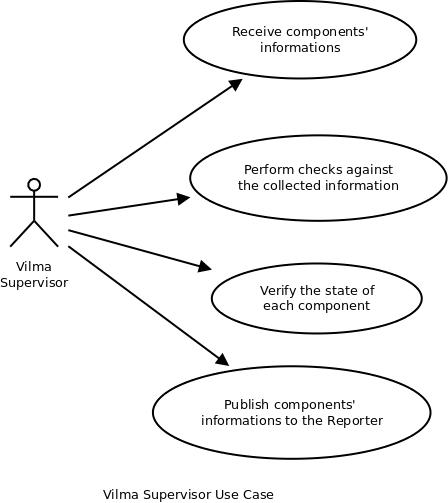 Receive components'
informations
Perform checks against
the collected information
Vilma
Supervisor
Verify the state of
each component
Publish components'
informations to the Reporter
Vilma Supervisor Use Case